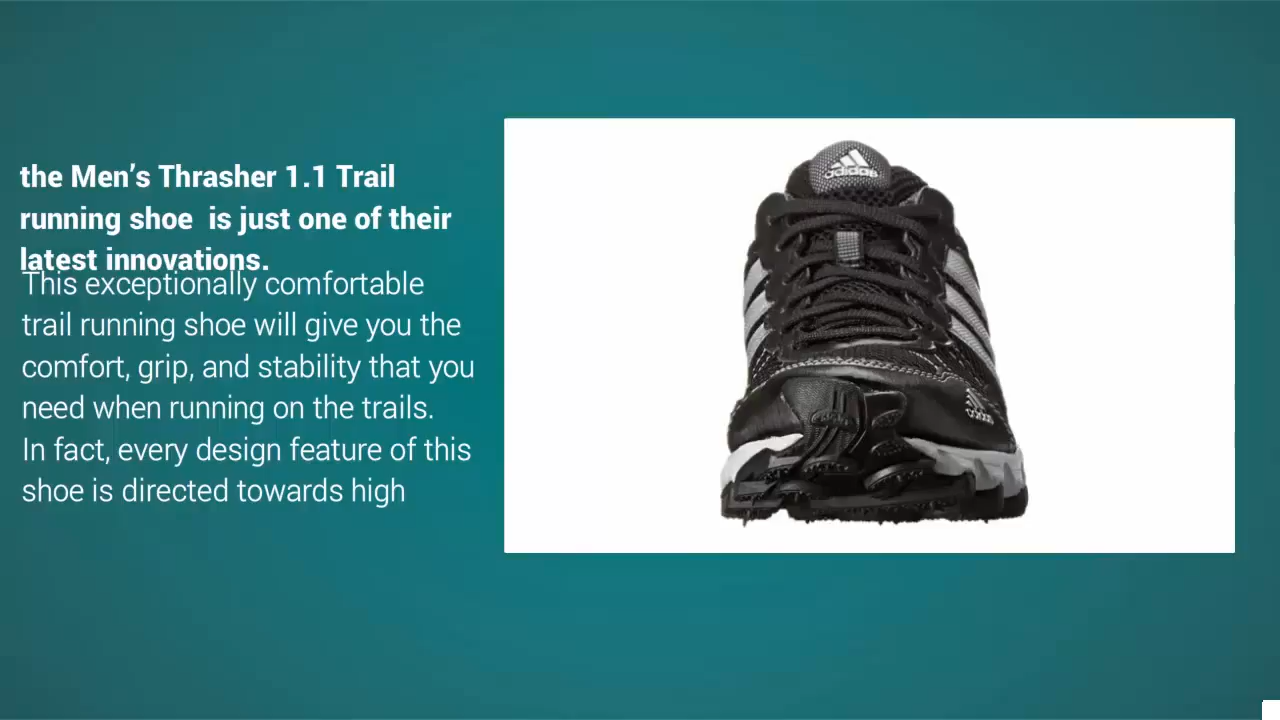 the Men’s Thrasher 1.1 Trail
running shoe  is just one of their
latest innovations.
This exceptionally comfortable
trail running shoe will give you the
comfort, grip, and stability that you
need when running on the trails.
In fact, every design feature of this
shoe is directed towards high
adidas